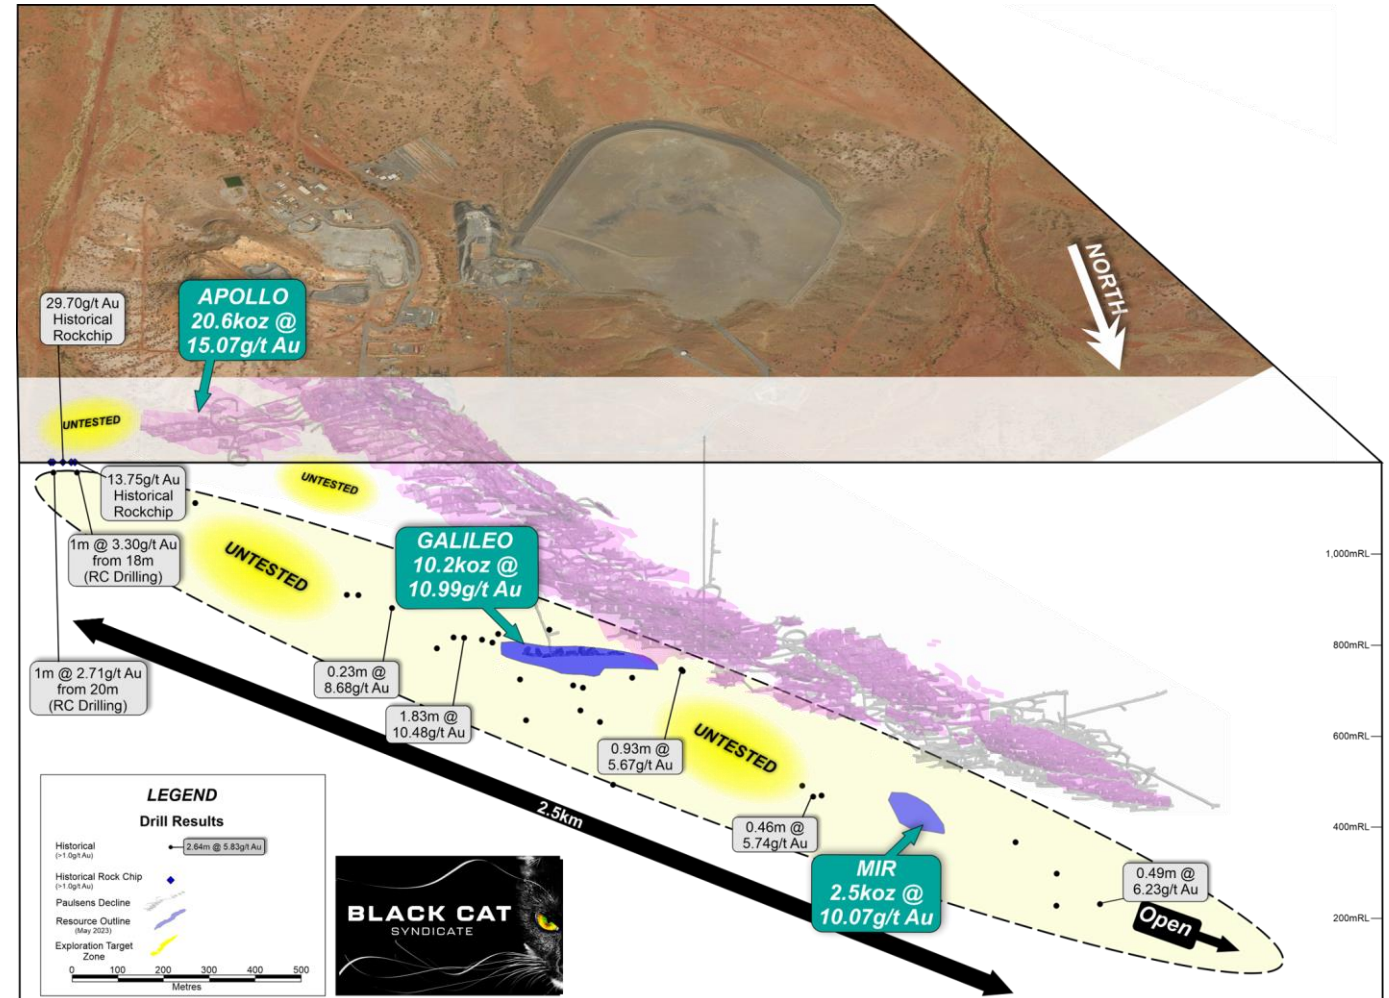 NORTH
29.70g/t Au
Historical
Rockchip
APOLLO
20.6koz @
15.07g/t Au
UNTESTED
13.75g/t Au
Historical
Rockchip
UNTESTED
1m @ 3.30g/t Au
from 18m
(RC Drilling)
UNTESTED
GALILEO
10.2koz @
10.99g/t Au
1,000mRL
800mRL
600mRL
400mRL
200mRL
1m @ 2.71g/t Au
from 20m
(RC Drilling)
0.23m @
8.68g/t Au
1.83m @
10.48g/t Au
0.93m @
5.67g/t Au
UNTESTED
2.5km
0.46m @
5.74g/t Au
MIR
2.5koz @
10.07g/t Au
0.49m @
6.23g/t Au
Open
LEGEND
Drill Results
Historical
(>1.0g/t Au)
2.64m @ 5.83g/t Au
Historical Rock Chip
(>1.0g/t Au)
Paulsens Decline
Resource Outline
(May 2023)
Exploration Target
Zone
0 100 200 300 400 500
Metres
BLACK CAT
SYNDICATE